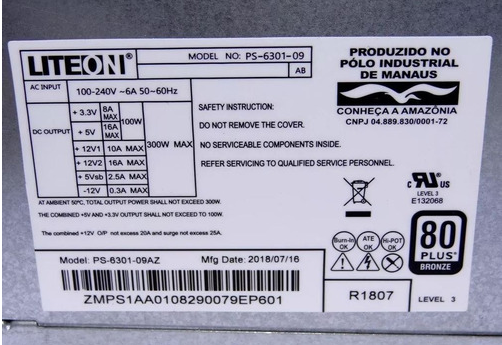 LITEON®
MODEL NO: PS-6301-09
AB
AC INPUT 100-240V ~6A 50~60Hz
DC OUTPUT
+ 3.3V 8A MAX 100W
+ 5V 16A MAX
+ 12V1 10A MAX 300W MAX
+ 12V2 16A MAX
+ 5Vsb 2.5A MAX
-12V 0.3A MAX
SAFETY INSTRUCTION:
DO NOT REMOVE THE COVER.
NO SERVICEABLE COMPONENTS INSIDE.
REFER SERVICING TO QUALIFIED SERVICE PERSONNEL.
PRODUZIDO NO
PÓLO INDUSTRIAL
DE MANAUS
CONHEÇA A AMAZÔNIA
CNPJ 04.889.830/0001-72
AT AMBIENT 50°C, TOTAL OUTPUT POWER SHALL NOT EXCEED 300W.
THE COMBINED +5V AND +3.3V OUTPUT SHALL NOT EXCEED TO 100W.
The combined +12V O/P not exceed 20A and surge not exceed 25A.
c RU US
LEVEL 3
E132068
Burn-In OK
ATE OK
Hi-POT OK
80
PLUS®
BRONZE
Model: PS-6301-09AZ Mfg Date: 2018/07/16
ZMPS1AA0108290079EP601
R1807
LEVEL 3